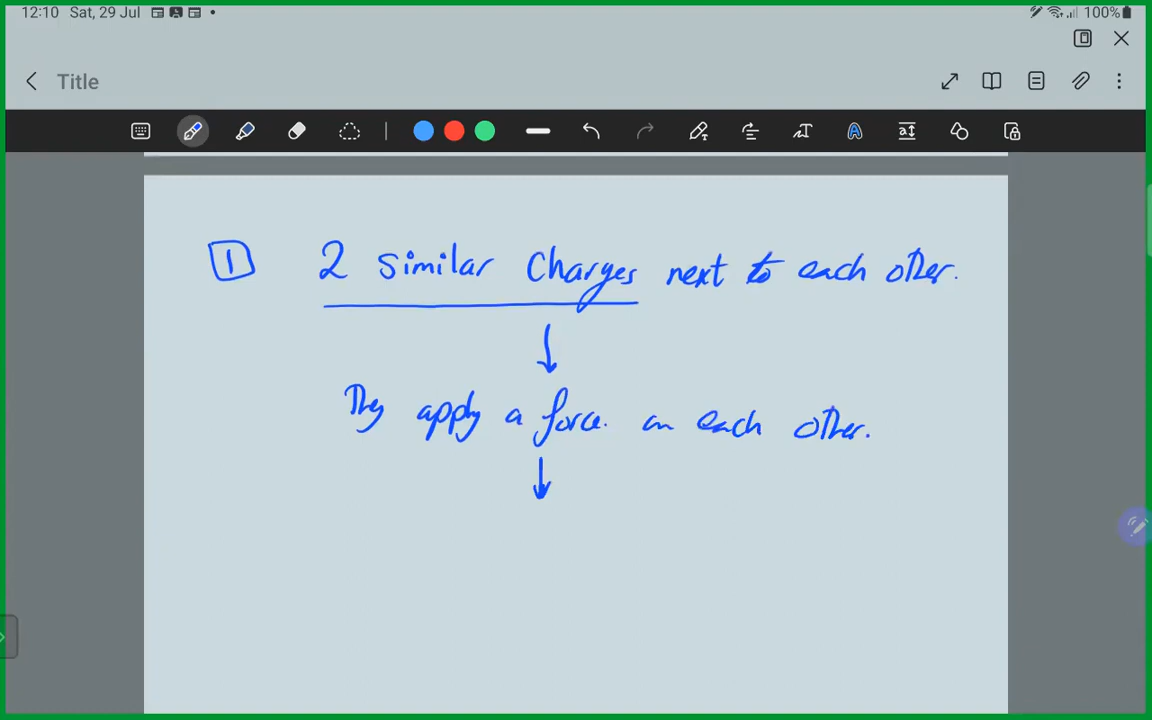 12:10 Sat, 29 Jul
100%
Title
1 2 similar Charges next to each other.
They apply a force. on each other.